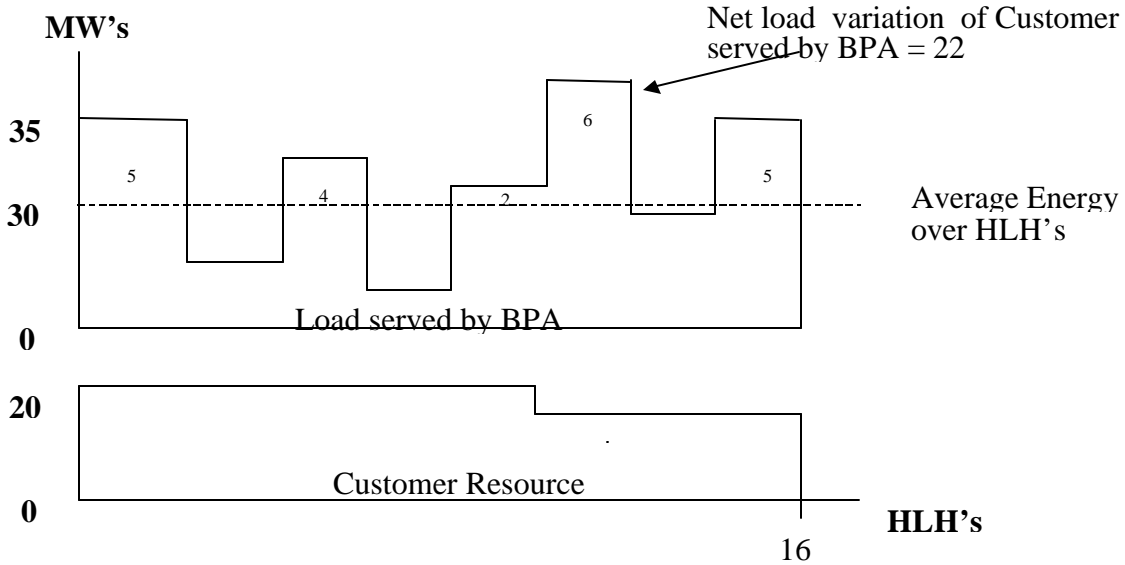 Net load variation of Customer
served by BPA = 22
MW's
35
30
0
5
4
2
6
5
Average Energy
over HLH's
Load served by BPA
20
0
Customer Resource
HLH's
16